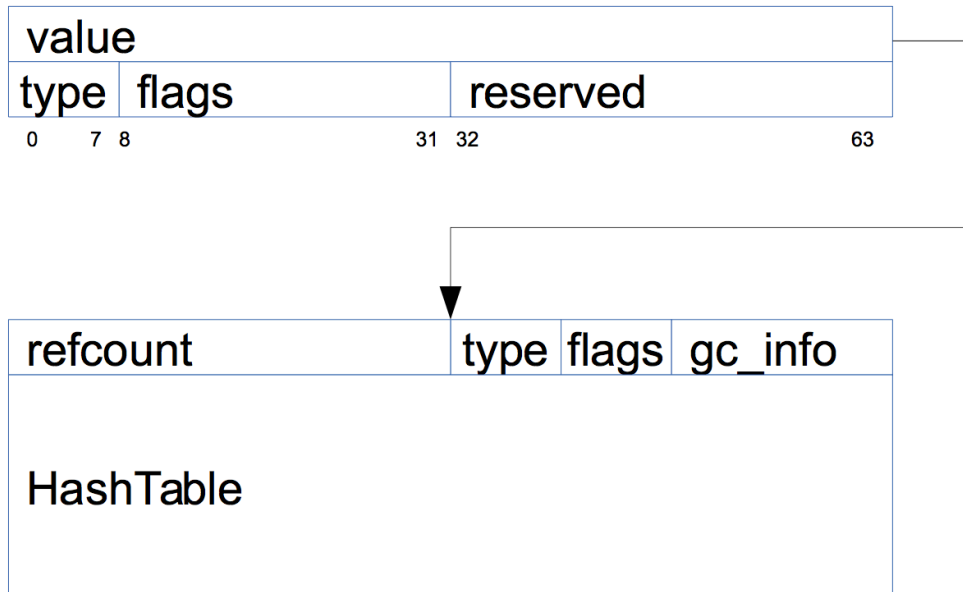 value
type flags reserved
0 7 8 31 32 63
refcount type flags gc_info
HashTable